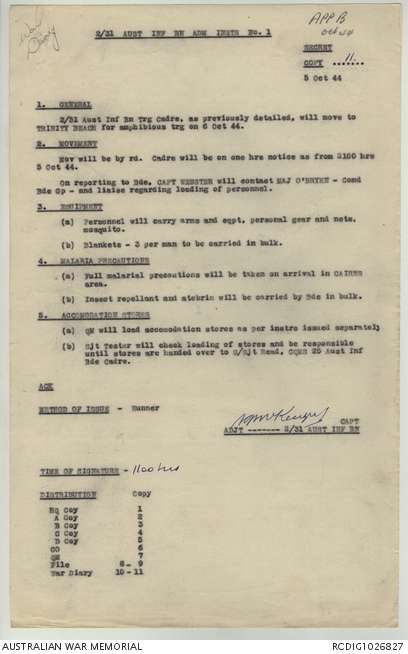 War
Diary
APP B
Oct 44
2/31 AUST INF BN ADM INSTR No. 1
SECRET
COPY ...11...
5 Oct 44
1. GENERAL
2/31 Aust Inf Bn Trg Cadre, as previously detailed, will move to
TRINITY BEACH for amphibious trg on 6 Oct 44.
2. MOVEMENT
Mov will be by rd. Cadre will be on one hrs notice as from 2100 hrs
5 Oct 44.
On reporting to Bde, CAPT WEBSTER will contact MAJ O'BRYEN - Comd
Bde Gp - and liaise regarding loading of personnel.
3. EQUIPMENT
(a) Personnel will carry arms and eqpt, personal gear and nets,
mosquito.
(b) Blankets - 3 per man to be carried in bulk.
4. MALARIA PRECAUTIONS
(a) Full malarial precautions will be taken on arrival in CAIRNS
area.
(b) Insect repellant and atebrin will be carried by Bde in bulk.
5. ACCOMODATION STORES
(a) QM will load accomodation stores as per instrs issued separately
(b) Sjt Tester will check loading of stores and be responsible
until stores are handed over to S/Sjt Read, CQMS 25 Aust Inf
Bde Cadre.
ACK
METHOD OF ISSUE - Runner
CAPT
ADJT ------- 2/31 AUST INF BN
TIME OF SIGNATURE - 1100 hrs
DISTRIBUTION Copy
HQ Coy 1
A Coy 2
B Coy 3
C Coy 4
D Coy 5
CO 6
QM 7
File 8 - 9
War Diary 10 - 11
AUSTRALIAN WAR MEMORIAL
RCDIG1026827